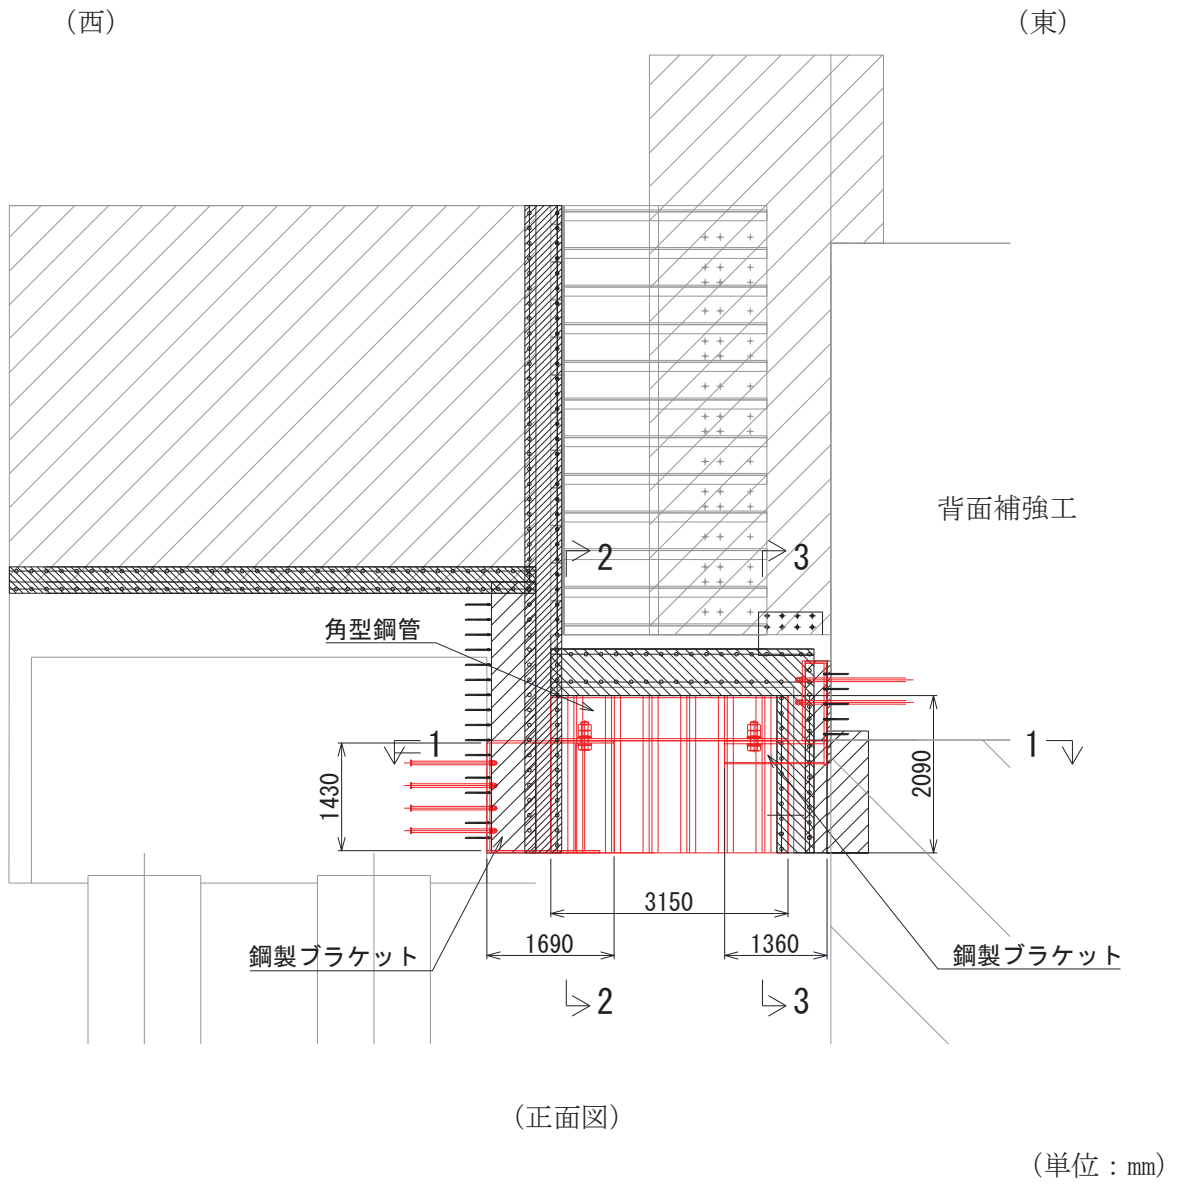 （西）
（東）
背面補強工
2
3
角型鋼管
1
1
1430
2090
3150
1690
1360
鋼製ブラケット
鋼製ブラケット
2
3
（正面図）
（単位：mm）